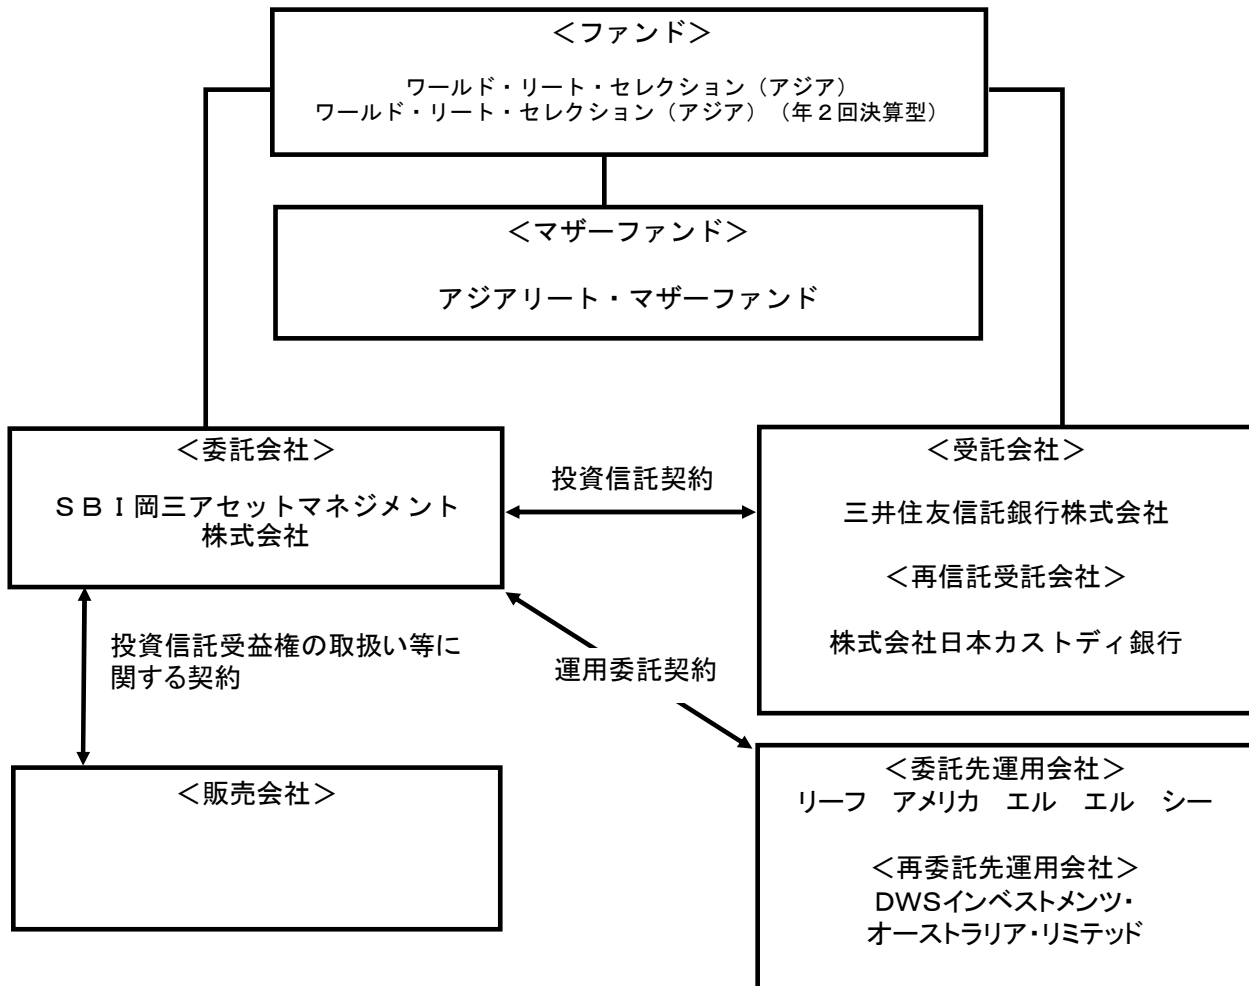 ＜ファンド＞
ワールド・リート・セレクション（アジア）
ワールド・リート・セレクション（アジア）（年２回決算型）
＜マザーファンド＞
アジアリート・マザーファンド
＜委託会社＞
ＳＢＩ岡三アセットマネジメント
株式会社
投資信託契約
＜受託会社＞
三井住友信託銀行株式会社
＜再信託受託会社＞
株式会社日本カストディ銀行
投資信託受益権の取扱い等に
関する契約
運用委託契約
＜販売会社＞
＜委託先運用会社＞
リーフ　アメリカ　エル　エル　シー
＜再委託先運用会社＞
DWSインベストメンツ・
オーストラリア・リミテッド